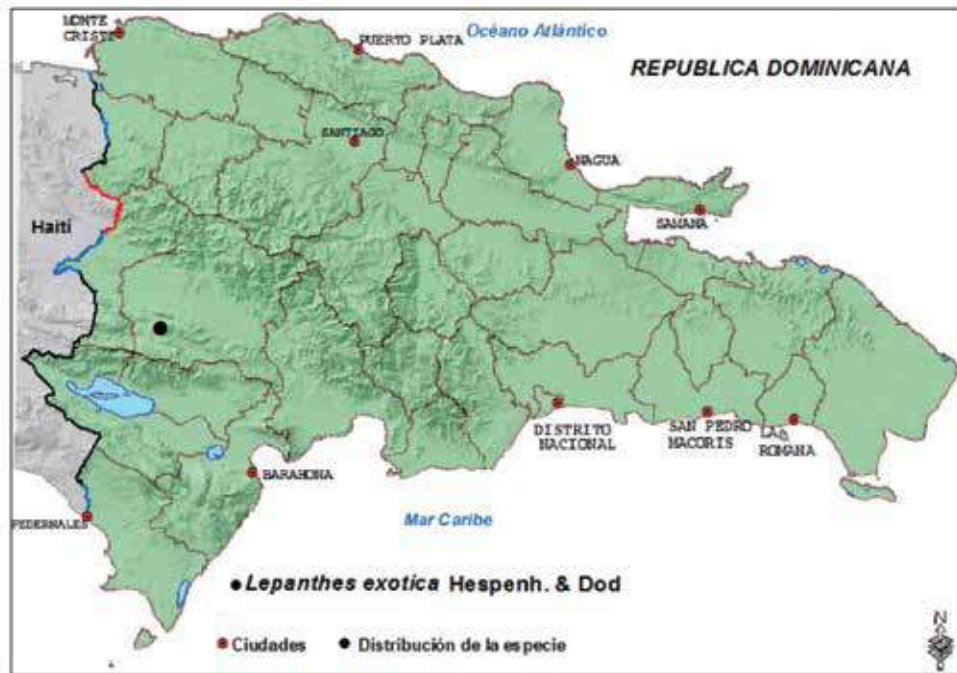 MONTE
CRISTI
PUERTO PLATA
Océano Atlántico
REPUBLICA DOMINICANA
SANTIAGO
NAGUA
SAMANA
Haití
DISTRITO
NACIONAL
SAN PEDRO
MACORIS
LA
ROMANA
BARAHONA
PEDERNALES
Mar Caribe
Lepanthes exotica Hespenh. & Dod
Ciudades
Distribución de la especie
N